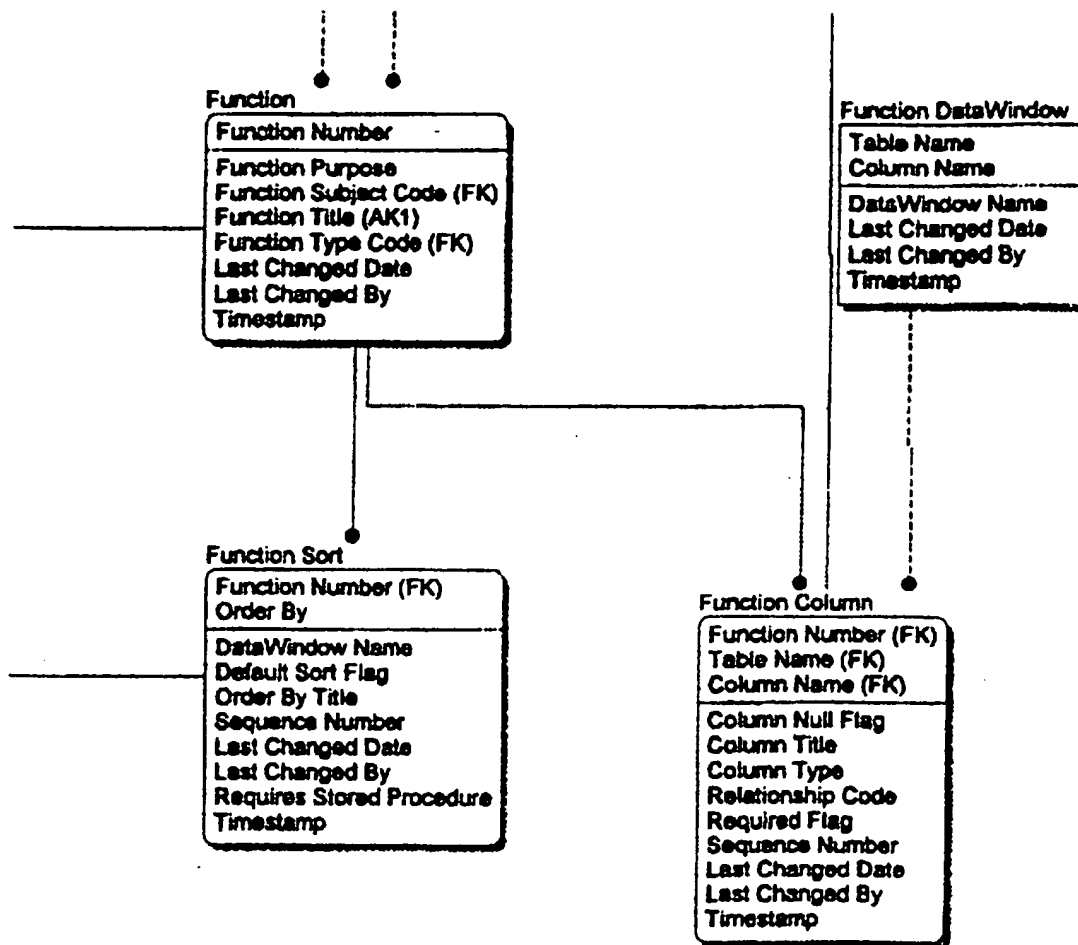 Function
Function Number
Function Purpose
Function Subject Code (FK)
Function Title (AK1)
Function Type Code (FK)
Last Changed Date
Last Changed By
Timestamp
Function DataWindow
Table Name
Column Name
DataWindow Name
Last Changed Date
Last Changed By
Timestamp
Function Sort
Function Number (FK)
Order By
DataWindow Name
Default Sort Flag
Order By Title
Sequence Number
Last Changed Date
Last Changed By
Requires Stored Procedure
Timestamp
Function Column
Function Number (FK)
Table Name (FK)
Column Name (FK)
Column Null Flag
Column Title
Column Type
Relationship Code
Required Flag
Sequence Number
Last Changed Date
Last Changed By
Timestamp